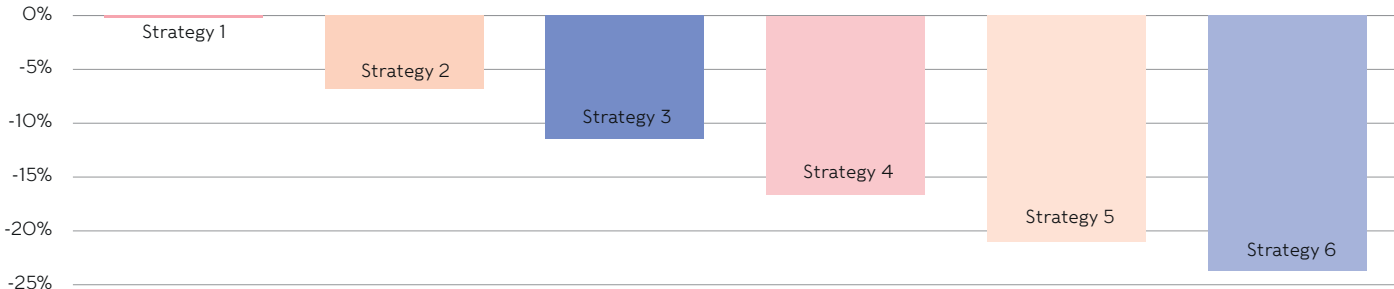 0%
Strategy 1
-5%
Strategy 2
-10%
Strategy 3
-15%
Strategy 4
-20%
Strategy 5
Strategy 6
-25%